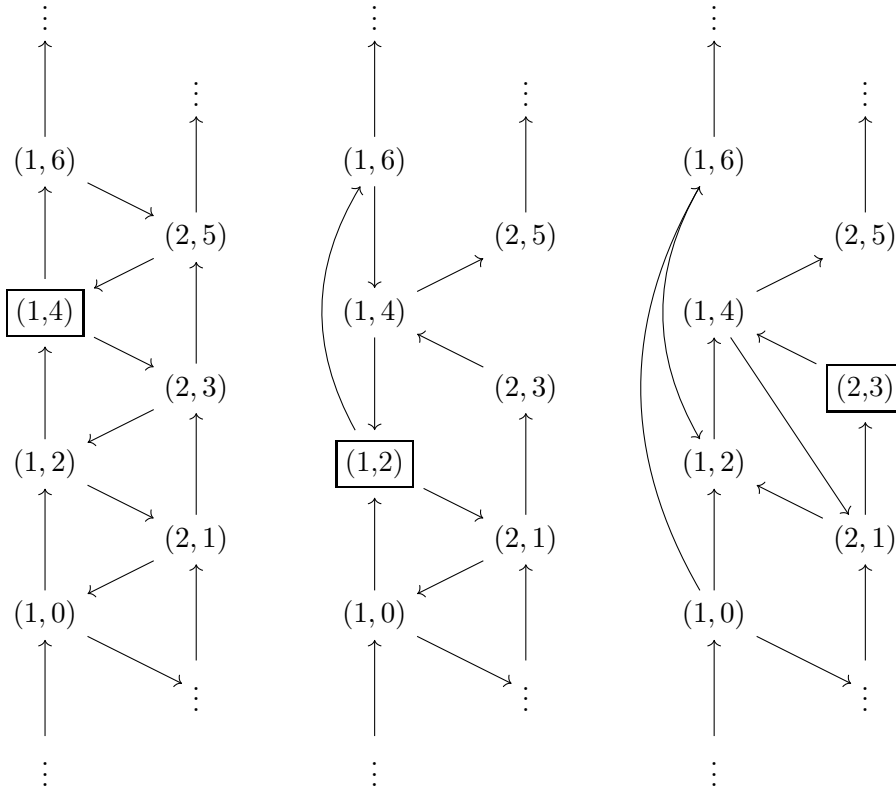 ⋮ ⋮ ⋮
⋮ ⋮ ⋮
(1, 6) (1, 6) (1, 6)
(2, 5) (2, 5) (2, 5)
(1,4) (1, 4) (1, 4)
(2, 3) (2, 3) (2,3)
(1, 2) (1,2) (1, 2)
(2, 1) (2, 1) (2, 1)
(1, 0) (1, 0) (1, 0)
⋮ ⋮ ⋮
⋮ ⋮ ⋮